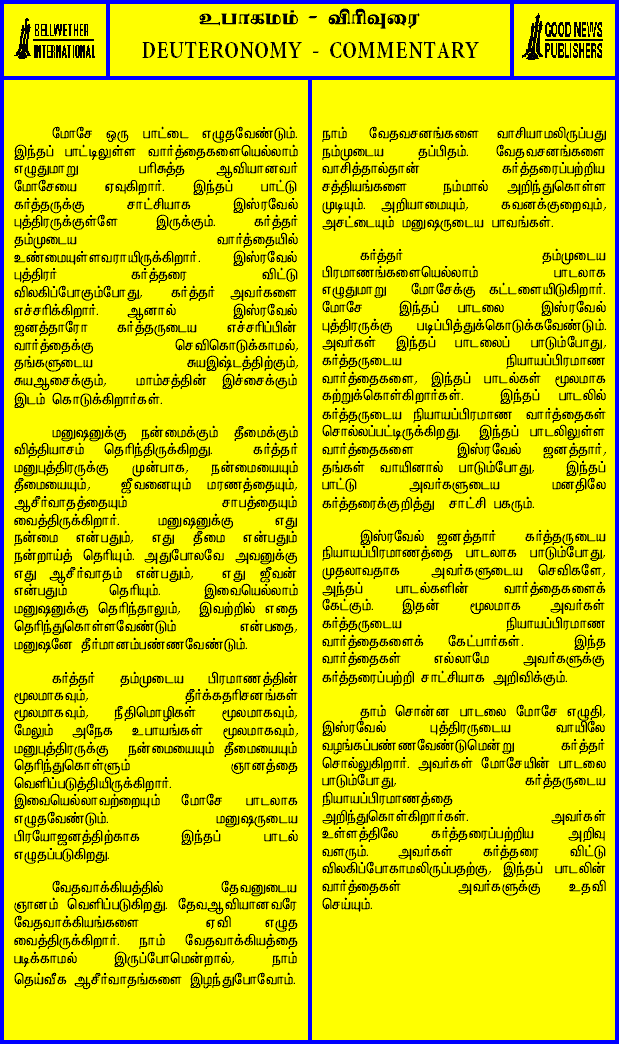 BELLWETHER
INTERNATIONAL
உபாகமம் - விரிவுரை
DEUTERONOMY - COMMENTARY
GOOD NEWS
PUBLISHERS
மோசே ஒரு பாட்டை எழுதவேண்டும்.
இந்தப் பாட்டிலுள்ள வார்த்தைகளையெல்லாம்
எழுதுமாறு பரிசுத்த ஆவியானவர்
மோசேயை ஏவுகிறார். இந்தப் பாட்டு
கர்த்தருக்கு சாட்சியாக இஸ்ரவேல்
புத்திரருக்குள்ளே இருக்கும். கர்த்தர்
தம்முடைய வார்த்தையில்
உண்மையுள்ளவராயிருக்கிறார். இஸ்ரவேல்
புத்திரர் கர்த்தரை விட்டு
விலகிப்போகும்போது, கர்த்தர் அவர்களை
எச்சரிக்கிறார். ஆனால் இஸ்ரவேல்
ஜனத்தாரோ கர்த்தருடைய எச்சரிப்பின்
வார்த்தைக்கு செவிகொடுக்காமல்,
தங்களுடைய சுயஇஷ்டத்திற்கும்,
சுயஆசைக்கும், மாம்சத்தின் இச்சைக்கும்
இடம் கொடுக்கிறார்கள்.
மனுஷனுக்கு நன்மைக்கும் தீமைக்கும்
வித்தியாசம் தெரிந்திருக்கிறது. கர்த்தர்
மனுபுத்திரருக்கு முன்பாக, நன்மையையும்
தீமையையும், ஜீவனையும் மரணத்தையும்,
ஆசீர்வாதத்தையும் சாபத்தையும்
வைத்திருக்கிறார். மனுஷனுக்கு எது
நன்மை என்பதும், எது தீமை என்பதும்
நன்றாய்த் தெரியும். அதுபோலவே அவனுக்கு
எது ஆசீர்வாதம் என்பதும், எது ஜீவன்
என்பதும் தெரியும். இவையெல்லாம்
மனுஷனுக்கு தெரிந்தாலும், இவற்றில் எதை
தெரிந்துகொள்ளவேண்டும் என்பதை,
மனுஷனே தீர்மானம்பண்ணவேண்டும்.
கர்த்தர் தம்முடைய பிரமாணத்தின்
மூலமாகவும், தீர்க்கதரிசனங்கள்
மூலமாகவும், நீதிமொழிகள் மூலமாகவும்,
மேலும் அநேக உபாயங்கள் மூலமாகவும்,
மனுபுத்திரருக்கு நன்மையையும் தீமையையும்
தெரிந்துகொள்ளும் ஞானத்தை
வெளிப்படுத்தியிருக்கிறார்.
இவையெல்லாவற்றையும் மோசே பாடலாக
எழுதவேண்டும். மனுஷருடைய
பிரயோஜனத்திற்காக இந்தப் பாடல்
எழுதப்படுகிறது.
வேதவாக்கியத்தில் தேவனுடைய
ஞானம் வெளிப்படுகிறது. தேவஆவியானவரே
வேதவாக்கியங்களை ஏவி எழுத
வைத்திருக்கிறார். நாம் வேதவாக்கியத்தை
படிக்காமல் இருப்போமென்றால், நாம்
தெய்வீக ஆசீர்வாதங்களை இழந்துபோவோம்.
நாம் வேதவசனங்களை வாசியாமலிருப்பது
நம்முடைய தப்பிதம். வேதவசனங்களை
வாசித்தால்தான் கர்த்தரைப்பற்றிய
சத்தியங்களை நம்மால் அறிந்துகொள்ள
முடியும். அறியாமையும், கவனக்குறைவும்,
அசட்டையும் மனுஷருடைய பாவங்கள்.
கர்த்தர் தம்முடைய
பிரமாணங்களையெல்லாம் பாடலாக
எழுதுமாறு மோசேக்கு கட்டளையிடுகிறார்.
மோசே இந்தப் பாடலை இஸ்ரவேல்
புத்திரருக்கு படிப்பித்துக்கொடுக்கவேண்டும்.
அவர்கள் இந்தப் பாடலைப் பாடும்போது,
கர்த்தருடைய நியாயப்பிரமாண
வார்த்தைகளை, இந்தப் பாடல்கள் மூலமாக
கற்றுக்கொள்கிறார்கள். இந்தப் பாடலில்
கர்த்தருடைய நியாயப்பிரமாண வார்த்தைகள்
சொல்லப்பட்டிருக்கிறது. இந்தப் பாடலிலுள்ள
வார்த்தைகளை இஸ்ரவேல் ஜனத்தார்,
தங்கள் வாயினால் பாடும்போது, இந்தப்
பாட்டு அவர்களுடைய மனதிலே
கர்த்தரைக்குறித்து சாட்சி பகரும்.
இஸ்ரவேல் ஜனத்தார் கர்த்தருடைய
நியாயப்பிரமாணத்தை பாடலாக பாடும்போது,
முதலாவதாக அவர்களுடைய செவிகளே,
அந்தப் பாடல்களின் வார்த்தைகளைக்
கேட்கும். இதன் மூலமாக அவர்கள்
கர்த்தருடைய நியாயப்பிரமாண
வார்த்தைகளைக் கேட்பார்கள். இந்த
வார்த்தைகள் எல்லாமே அவர்களுக்கு
கர்த்தரைப்பற்றி சாட்சியாக அறிவிக்கும்.
தாம் சொன்ன பாடலை மோசே எழுதி,
இஸ்ரவேல் புத்திரருடைய வாயிலே
வழங்கப்பண்ணவேண்டுமென்று கர்த்தர்
சொல்லுகிறார். அவர்கள் மோசேயின் பாடலை
பாடும்போது, கர்த்தருடைய
நியாயப்பிரமாணத்தை
அறிந்துகொள்கிறார்கள். அவர்கள்
உள்ளத்திலே கர்த்தரைப்பற்றிய அறிவு
வளரும். அவர்கள் கர்த்தரை விட்டு
விலகிப்போகாமலிருப்பதற்கு, இந்தப் பாடலின்
வார்த்தைகள் அவர்களுக்கு உதவி
செய்யும்.